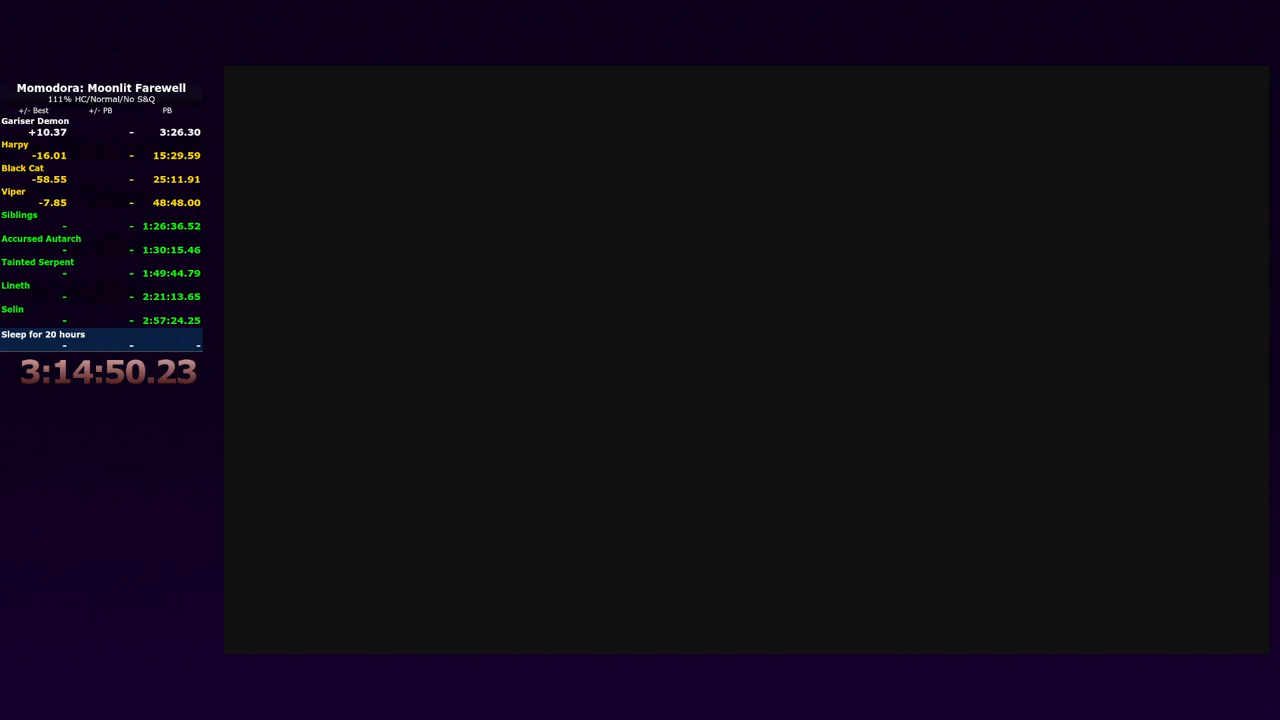 Momodora: Moonlit Farewell
111% HC/Normal/No S&Q
+/- Best +/- PB PB
Gariser Demon
+10.37 - 3:26.30
Harpy
-16.01 - 15:29.59
Black Cat
-58.55 - 25:11.91
Viper
-7.85 - 48:48.00
Siblings
- - 1:26:36.52
Accursed Autarch
- - 1:30:15.46
Tainted Serpent
- - 1:49:44.79
Lineth
- - 2:21:13.65
Selin
- - 2:57:24.25
Sleep for 20 hours
- - -
3:14:50.23